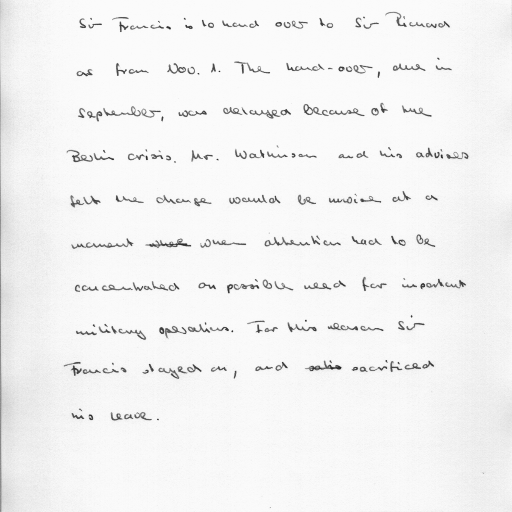 Sir Francis is to hand over to Sir Richard
as from Nov. 1. The hand-over, due in
September, was delayed because of the
Berlin crisis. Mr. Watkinson and his advisers
felt the change would be unwise at a
moment when attention had to be
concentrated on possible need for important
military operations. For this reason Sir
Francis stayed on, and sacrificed
his leave.